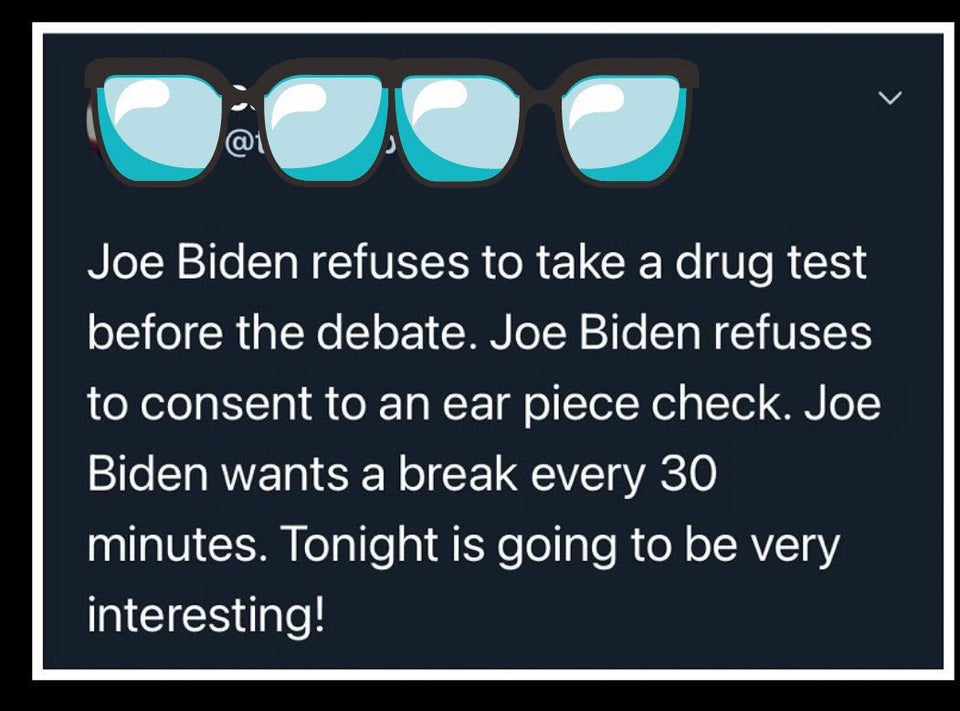 @t
Joe Biden refuses to take a drug test
before the debate. Joe Biden refuses
to consent to an ear piece check. Joe
Biden wants a break every 30
minutes. Tonight is going to be very
interesting!